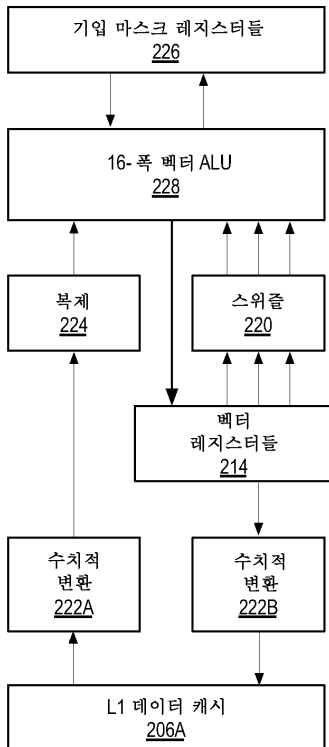 기입 마스크 레지스터들
226
16- 폭 벡터 ALU
228
복제
224
스위즐
220
벡터
레지스터들
214
수치적
변환
222A
수치적
변환
222B
L1 데이터 캐시
206A